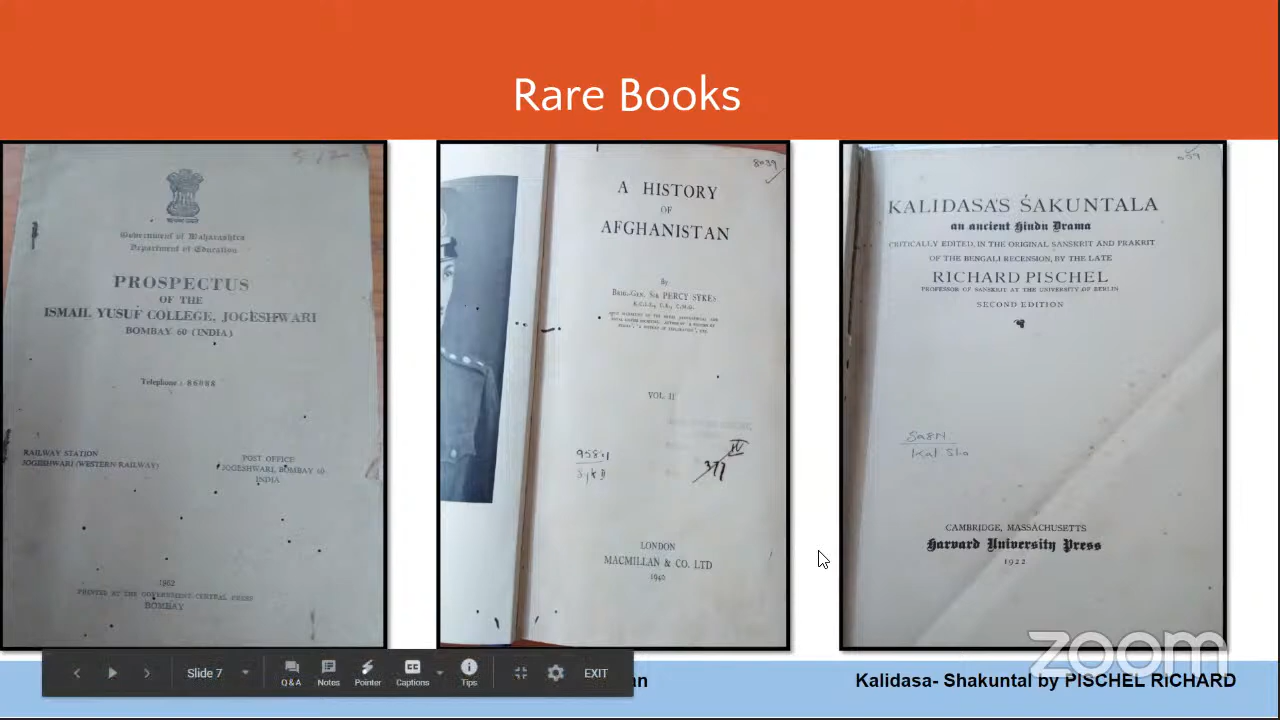 Rare Books
Government of Maharashtra
Department of Education
PROSPECTUS
OF THE
ISMAIL YUSUF COLLEGE, JOGESHWARI
BOMBAY 60 (INDIA)
Telephone : 86088
RAILWAY STATION
JOGESHWARI (WESTERN RAILWAY)
POST OFFICE
JOGESHWARI, BOMBAY 60
INDIA
1962
PRINTED AT THE GOVERNMENT CENTRAL PRESS
BOMBAY
8039
A HISTORY
OF
AFGHANISTAN
By
BRIG.-GEN. SIR PERCY SYKES
K.C.I.E., C.B., C.M.G.
VOL. II
LONDON
MACMILLAN & CO. LTD
1940
KALIDASA'S ŚAKUNTALA
an ancient Hindu Drama
CRITICALLY EDITED, IN THE ORIGINAL SANSKRIT AND PRAKRIT
OF THE BENGALI RECENSION, BY THE LATE
RICHARD PISCHEL
PROFESSOR OF SANSKRIT AT THE UNIVERSITY OF BERLIN
SECOND EDITION
CAMBRIDGE, MASSACHUSETTS
Harvard University Press
1922
zoom
Slide 7
Q & A
Notes
Pointer
Captions
Tips
EXIT
Kalidasa- Shakuntal by PISCHEL RICHARD